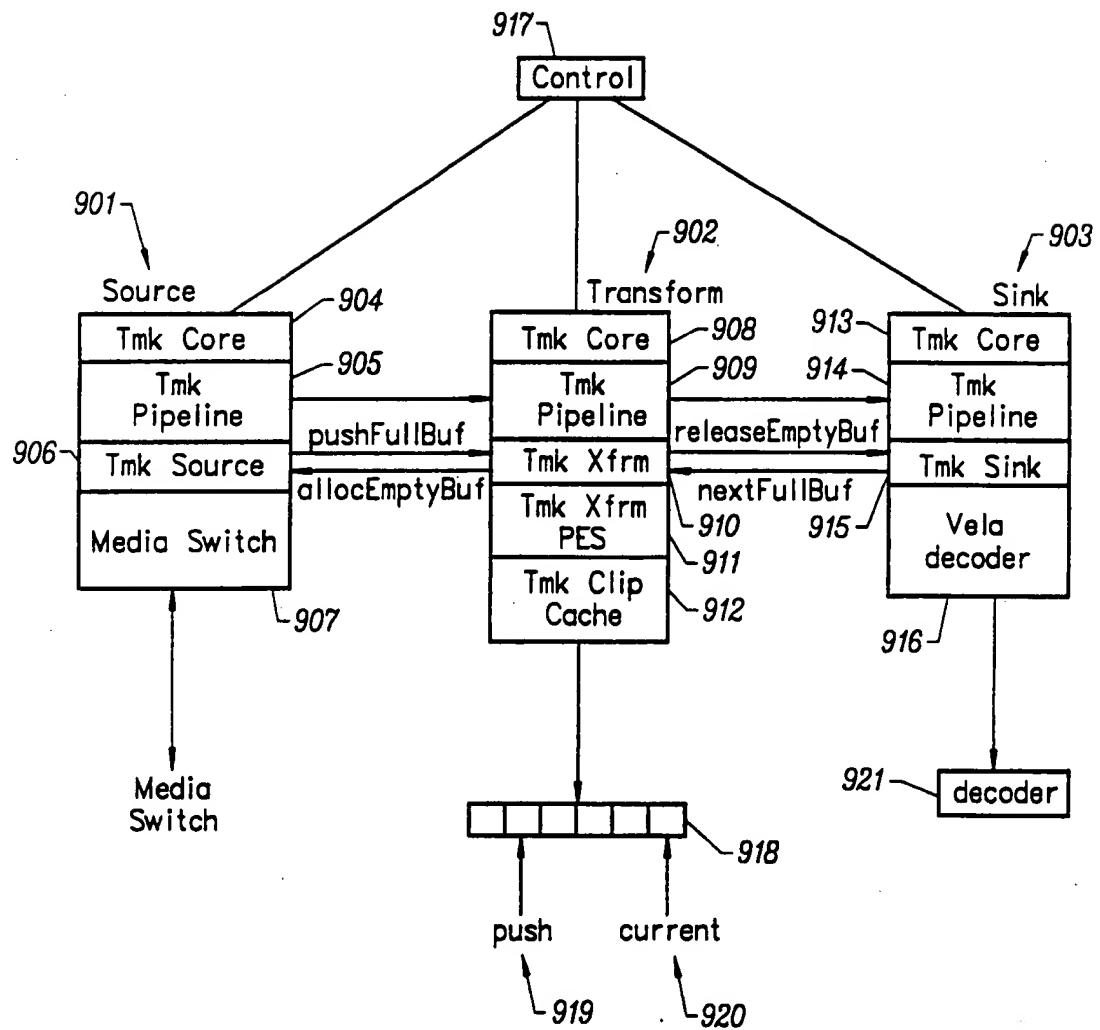 917
Control
901
902
903
Source
904
Transform
Sink
Tmk Core
Tmk Core
908
913
Tmk Core
905
909
914
Tmk
Pipeline
Tmk
Pipeline
Tmk
Pipeline
pushFullBuf
releaseEmptyBuf
906
Tmk Source
Tmk Xfrm
Tmk Sink
allocEmptyBuf
nextFullBuf
910
915
Media Switch
Tmk Xfrm
PES
911
Vela
decoder
Tmk Clip
Cache
912
907
916
Media
Switch
921
decoder
918
push
current
919
920